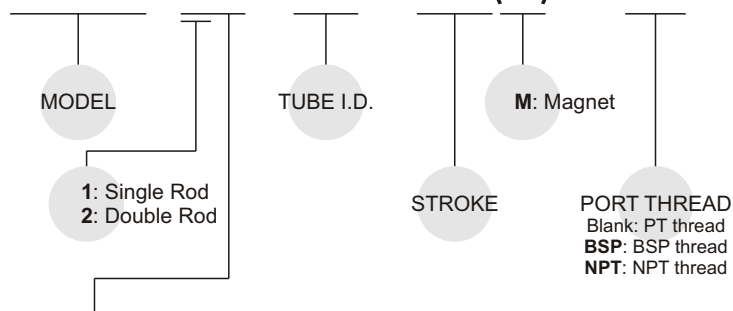 MODEL
TUBE I.D.
M: Magnet
1: Single Rod
2: Double Rod
STROKE
PORT THREAD
Blank: PT thread
BSP: BSP thread
NPT: NPT thread